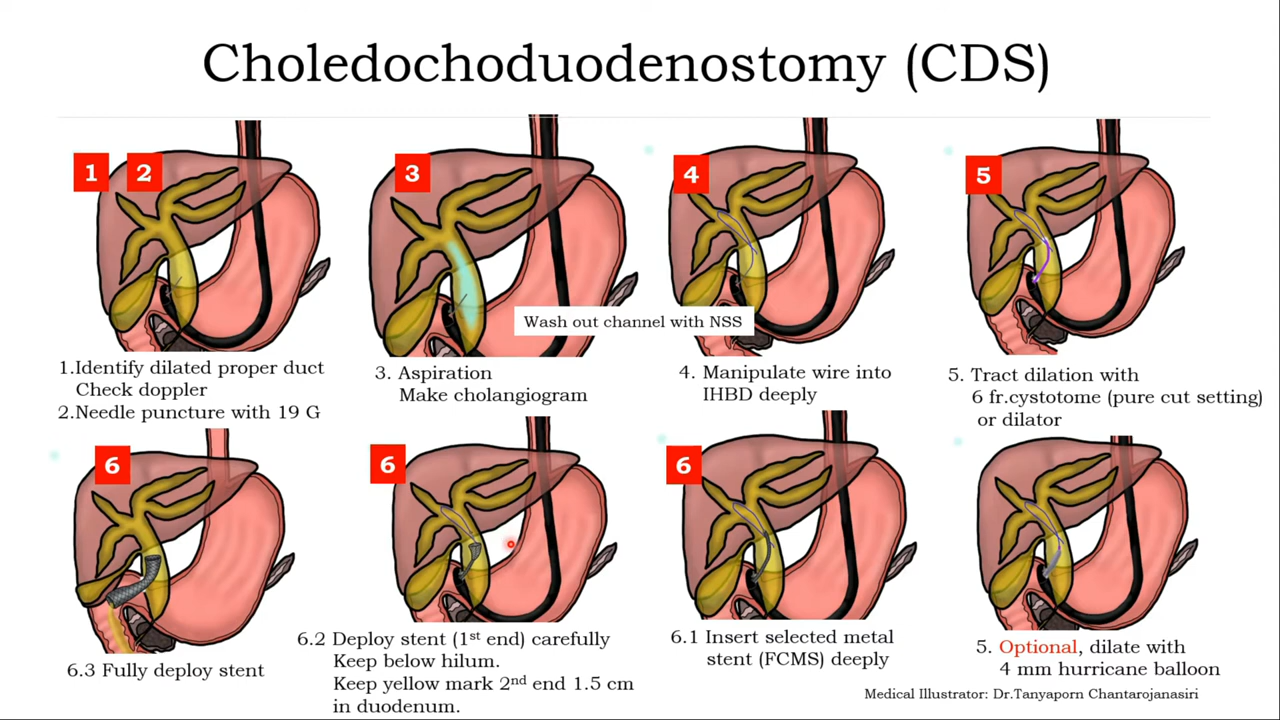 Choledochoduodenostomy (CDS)
1
2
1.Identify dilated proper duct
Check doppler
2.Needle puncture with 19 G
3
Wash out channel with NSS
3. Aspiration
Make cholangiogram
4
4. Manipulate wire into
IHBD deeply
5
5. Tract dilation with
6 fr.cystotome (pure cut setting)
or dilator
6
6.3 Fully deploy stent
6
6.2 Deploy stent (1st end) carefully
Keep below hilum.
Keep yellow mark 2nd end 1.5 cm
in duodenum.
6
6.1 Insert selected metal
stent (FCMS) deeply
5. Optional, dilate with
4 mm hurricane balloon
Medical Illustrator: Dr.Tanyaporn Chantarojanasiri